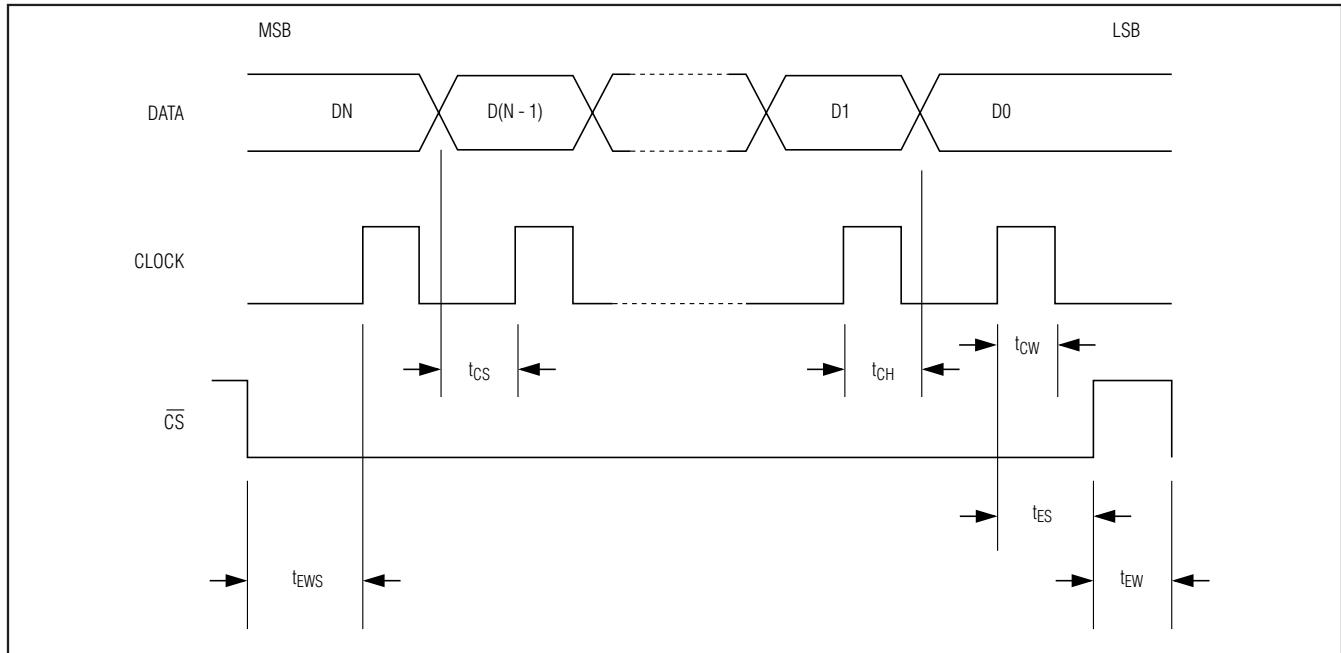 MSB LSB
DATA DN D(N - 1) D1 D0
CLOCK
tCS tCH tCW
CS
tES
tEWS tEW